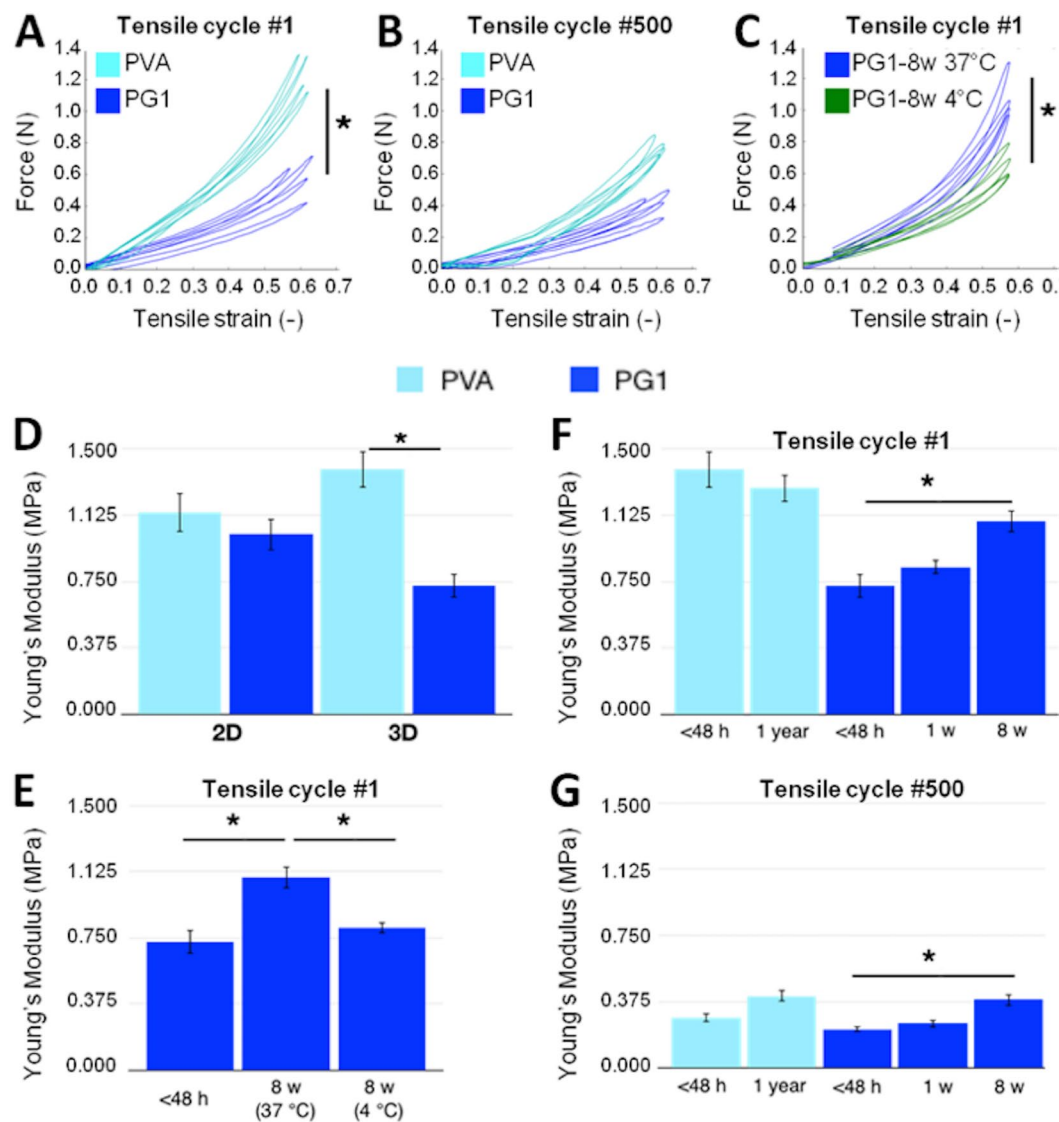 A Tensile cycle #1
1.4
1.2
1.0
0.8
0.6
0.4
0.2
0.0
Force (N)
PVA
PG1
*
0.0 0.1 0.2 0.3 0.4 0.5 0.6 0.7
Tensile strain (-)
B Tensile cycle #500
1.4
1.2
1.0
0.8
0.6
0.4
0.2
0.0
Force (N)
PVA
PG1
0.0 0.1 0.2 0.3 0.4 0.5 0.6 0.7
Tensile strain (-)
C Tensile cycle #1
1.4
1.2
1.0
0.8
0.6
0.4
0.2
0.0
Force (N)
PG1-8w 37°C
PG1-8w 4°C
*
0.0 0.1 0.2 0.3 0.4 0.5 0.6 0.
Tensile strain (-)
PVA PG1
D
1.500
1.125
0.750
0.375
0.000
Young's Modulus (MPa)
*
2D 3D
F Tensile cycle #1
1.500
1.125
0.750
0.375
0.000
Young's Modulus (MPa)
*
<48 h 1 year <48 h 1 w 8 w
E Tensile cycle #1
1.500
1.125
0.750
0.375
0.000
Young's Modulus (MPa)
* *
<48 h 8 w 8 w
(37 °C) (4 °C)
G Tensile cycle #500
1.500
1.125
0.750
0.375
0.000
Young's Modulus (MPa)
*
<48 h 1 year <48 h 1 w 8 w